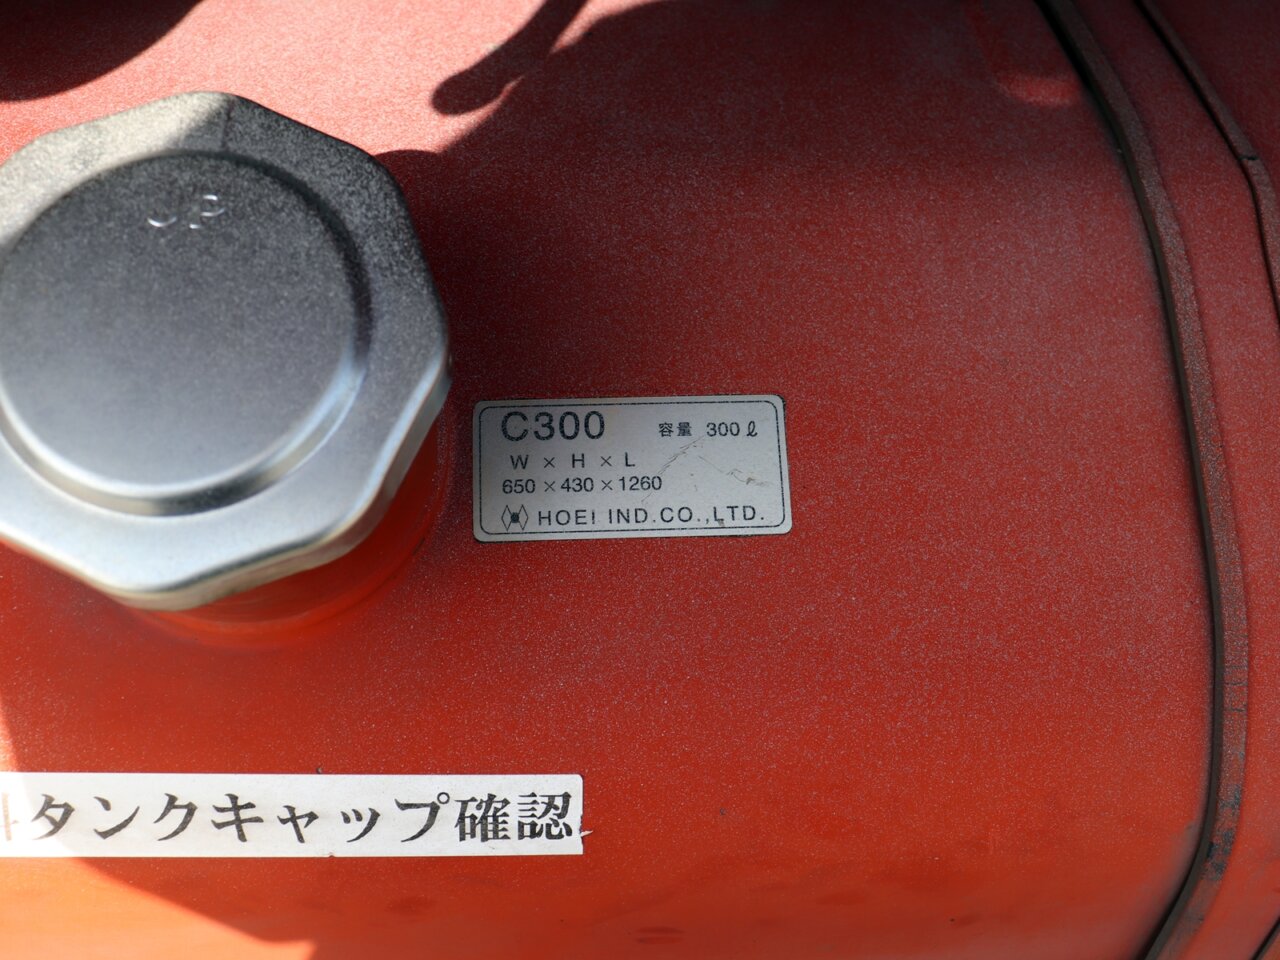 UP
C300 容量 300ℓ
W × H × L
650 × 430 × 1260
HOEI IND.CO.,LTD.
タンクキャップ確認